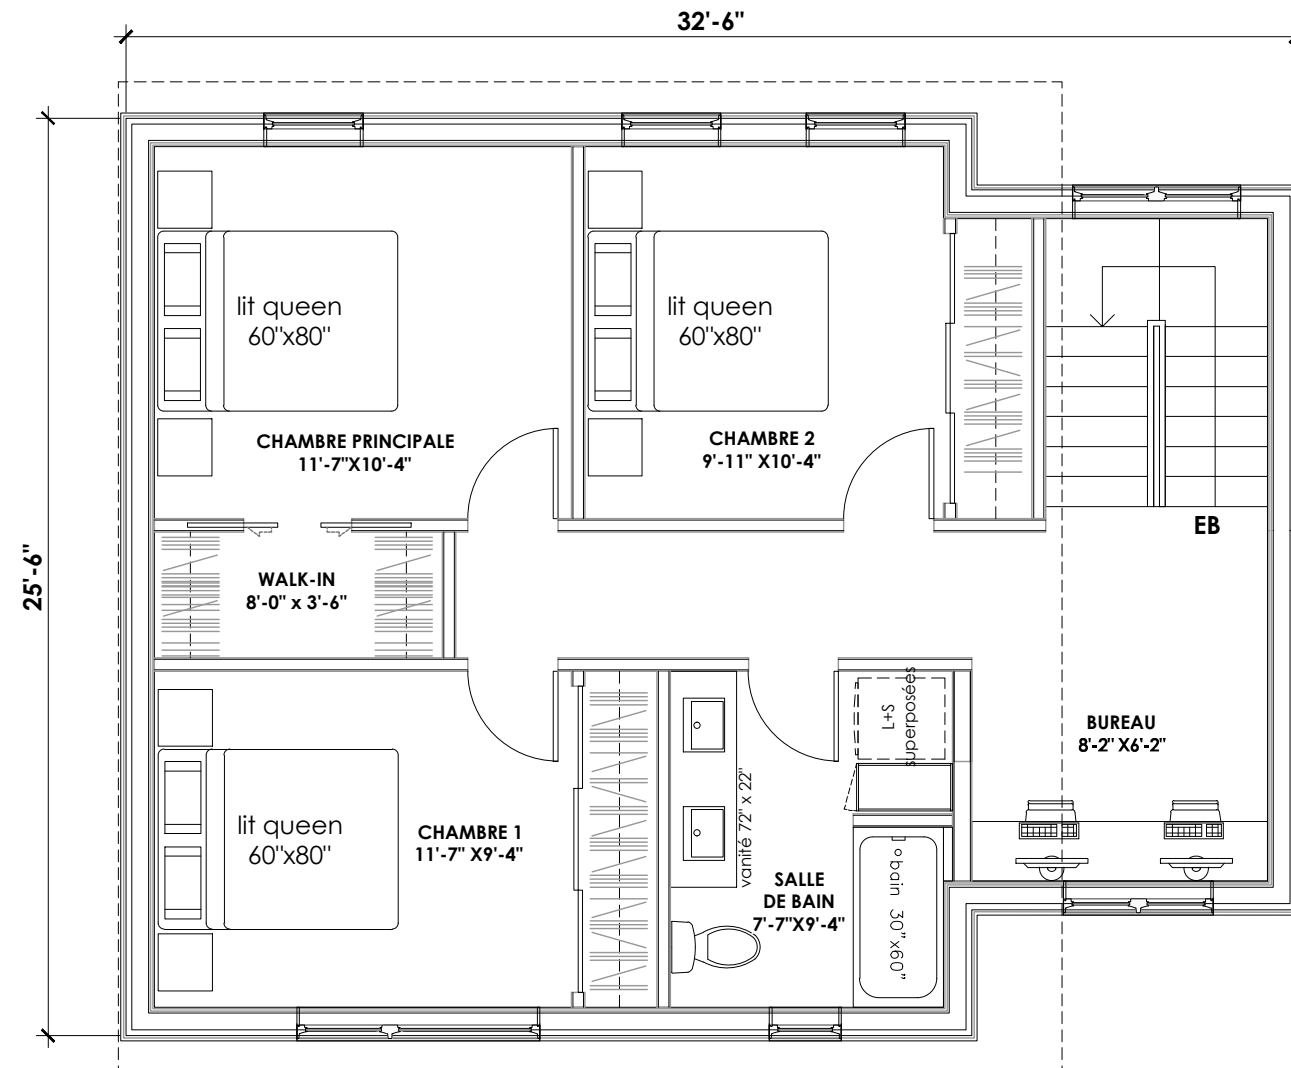 32'-6"
25'-6"
lit queen
60"x80"
CHAMBRE PRINCIPALE
11'-7"X10'-4"
lit queen
60"x80"
CHAMBRE 2
9'-11" X10'-4"
EB
WALK-IN
8'-0" x 3'-6"
lit queen
60"x80"
CHAMBRE 1
11'-7" X9'-4"
vanité 72" x 22"
L+S
superposées
SALLE
DE BAIN
7'-7"X9'-4"
bain 30"x60"
BUREAU
8'-2" X6'-2"